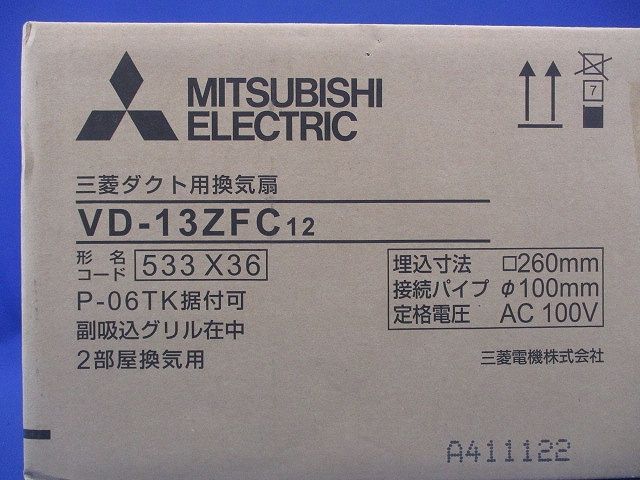 MITSUBISHI
ELECTRIC
7
三菱ダクト用換気扇
VD-13ZFC12
形名
コード 533 X36
P-06TK据付可
副吸込グリル在中
2部屋換気用
埋込寸法 □260mm
接続パイプ φ100mm
定格電圧 AC 100V
三菱電機株式会社
A411122